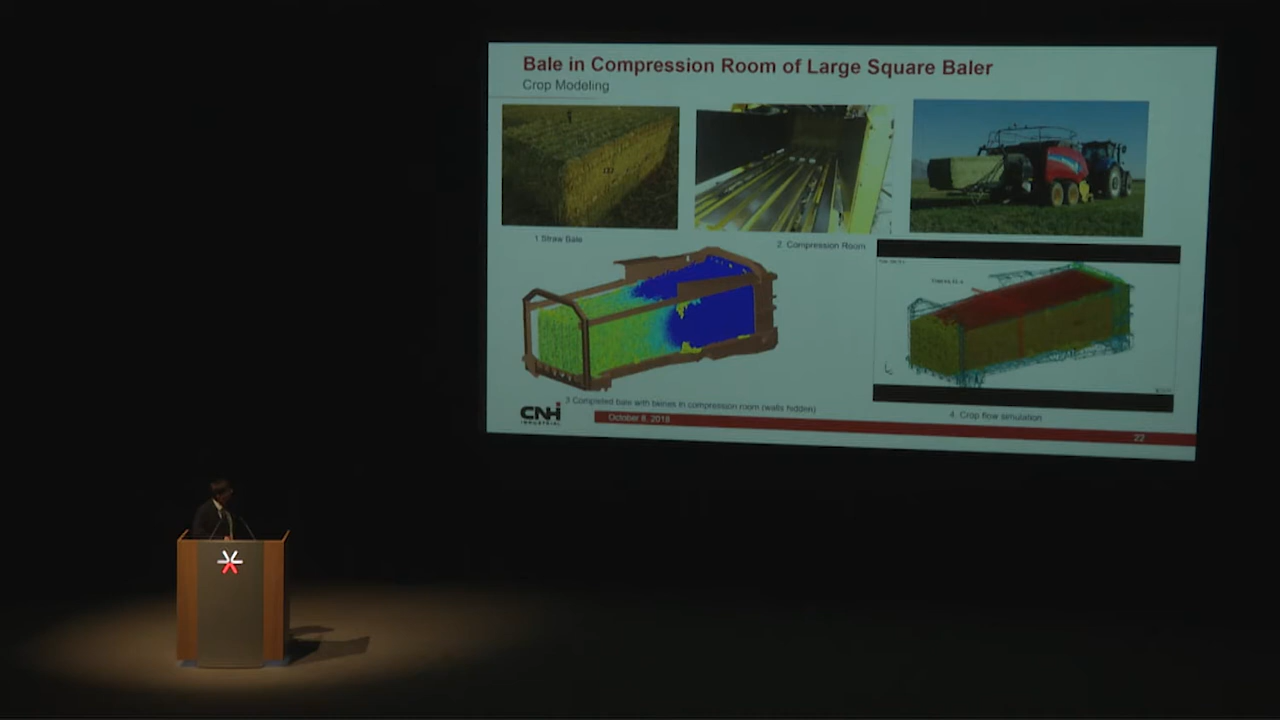 Bale in Compression Room of Large Square Baler
Crop Modeling
1 Straw Bale
2. Compression Room
3 Completed bale with twines in compression room (walls hidden)
4. Crop flow simulation
CNH
INDUSTRIAL
October 8, 2018
22